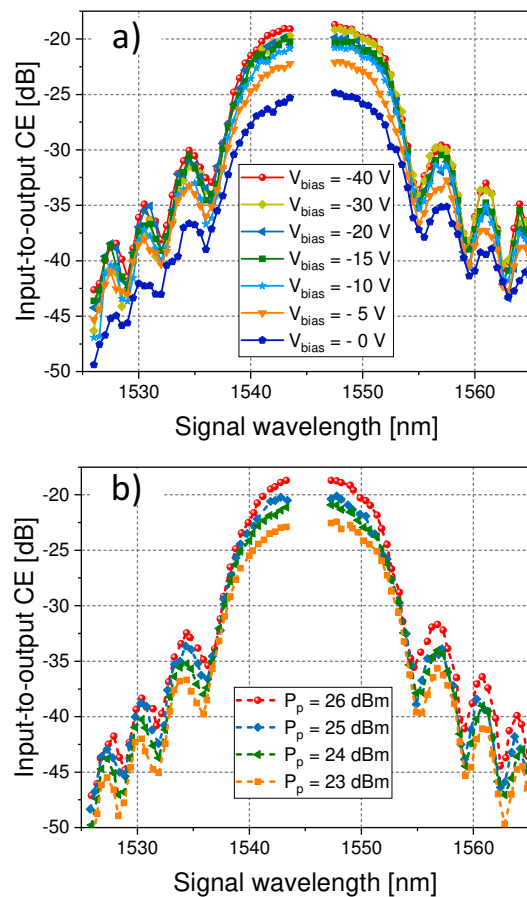 a)
Input-to-output CE [dB]
-20
-25
-30
-35
-40
-45
-50
V_bias = -40 V
V_bias = -30 V
V_bias = -20 V
V_bias = -15 V
V_bias = -10 V
V_bias = - 5 V
V_bias = - 0 V
1530 1540 1550 1560
Signal wavelength [nm]
b)
Input-to-output CE [dB]
-20
-25
-30
-35
-40
-45
-50
P_p = 26 dBm
P_p = 25 dBm
P_p = 24 dBm
P_p = 23 dBm
1530 1540 1550 1560
Signal wavelength [nm]